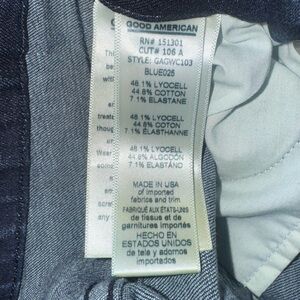 GOOD AMERICAN
RN# 151301
CUT# 106 A
STYLE: GAGWC103
BLUE026
48.1% LYOCELL
44.8% COTTON
7.1% ELASTANE
48.1% LYOCELL
44.8% COTON
7.1% ÉLASTHANNE
48.1% LYOCELL
44.8% ALGODÓN
7.1% ELÁSTANO
MADE IN USA
of imported
fabrics and trim
FABRIQUÉ AUX ÉTATS-UNIS
de tissus et de
garnitures importés
HECHO EN
ESTADOS UNIDOS
de tela y adornos
importados